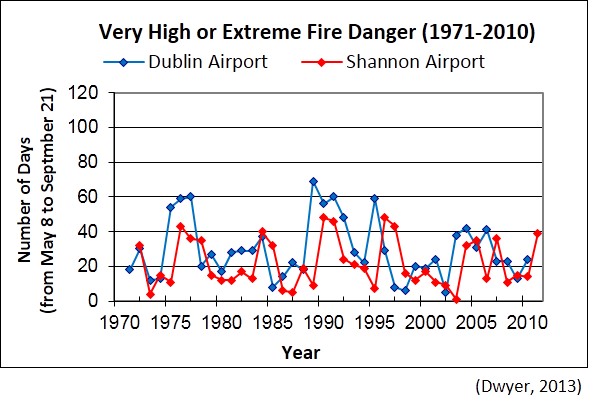 Very High or Extreme Fire Danger (1971-2010)
Dublin Airport Shannon Airport
120
100
80
60
40
20
0
Number of Days
(from May 8 to Septmber 21)
1970 1975 1980 1985 1990 1995 2000 2005 2010
Year
(Dwyer, 2013)